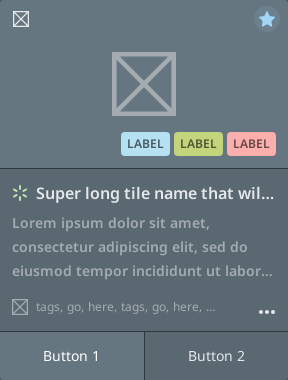 LABEL LABEL LABEL
Super long tile name that wil...
Lorem ipsum dolor sit amet,
consectetur adipiscing elit, sed do
eiusmod tempor incididunt ut labor...
tags, go, here, tags, go, here, ...
Button 1 Button 2